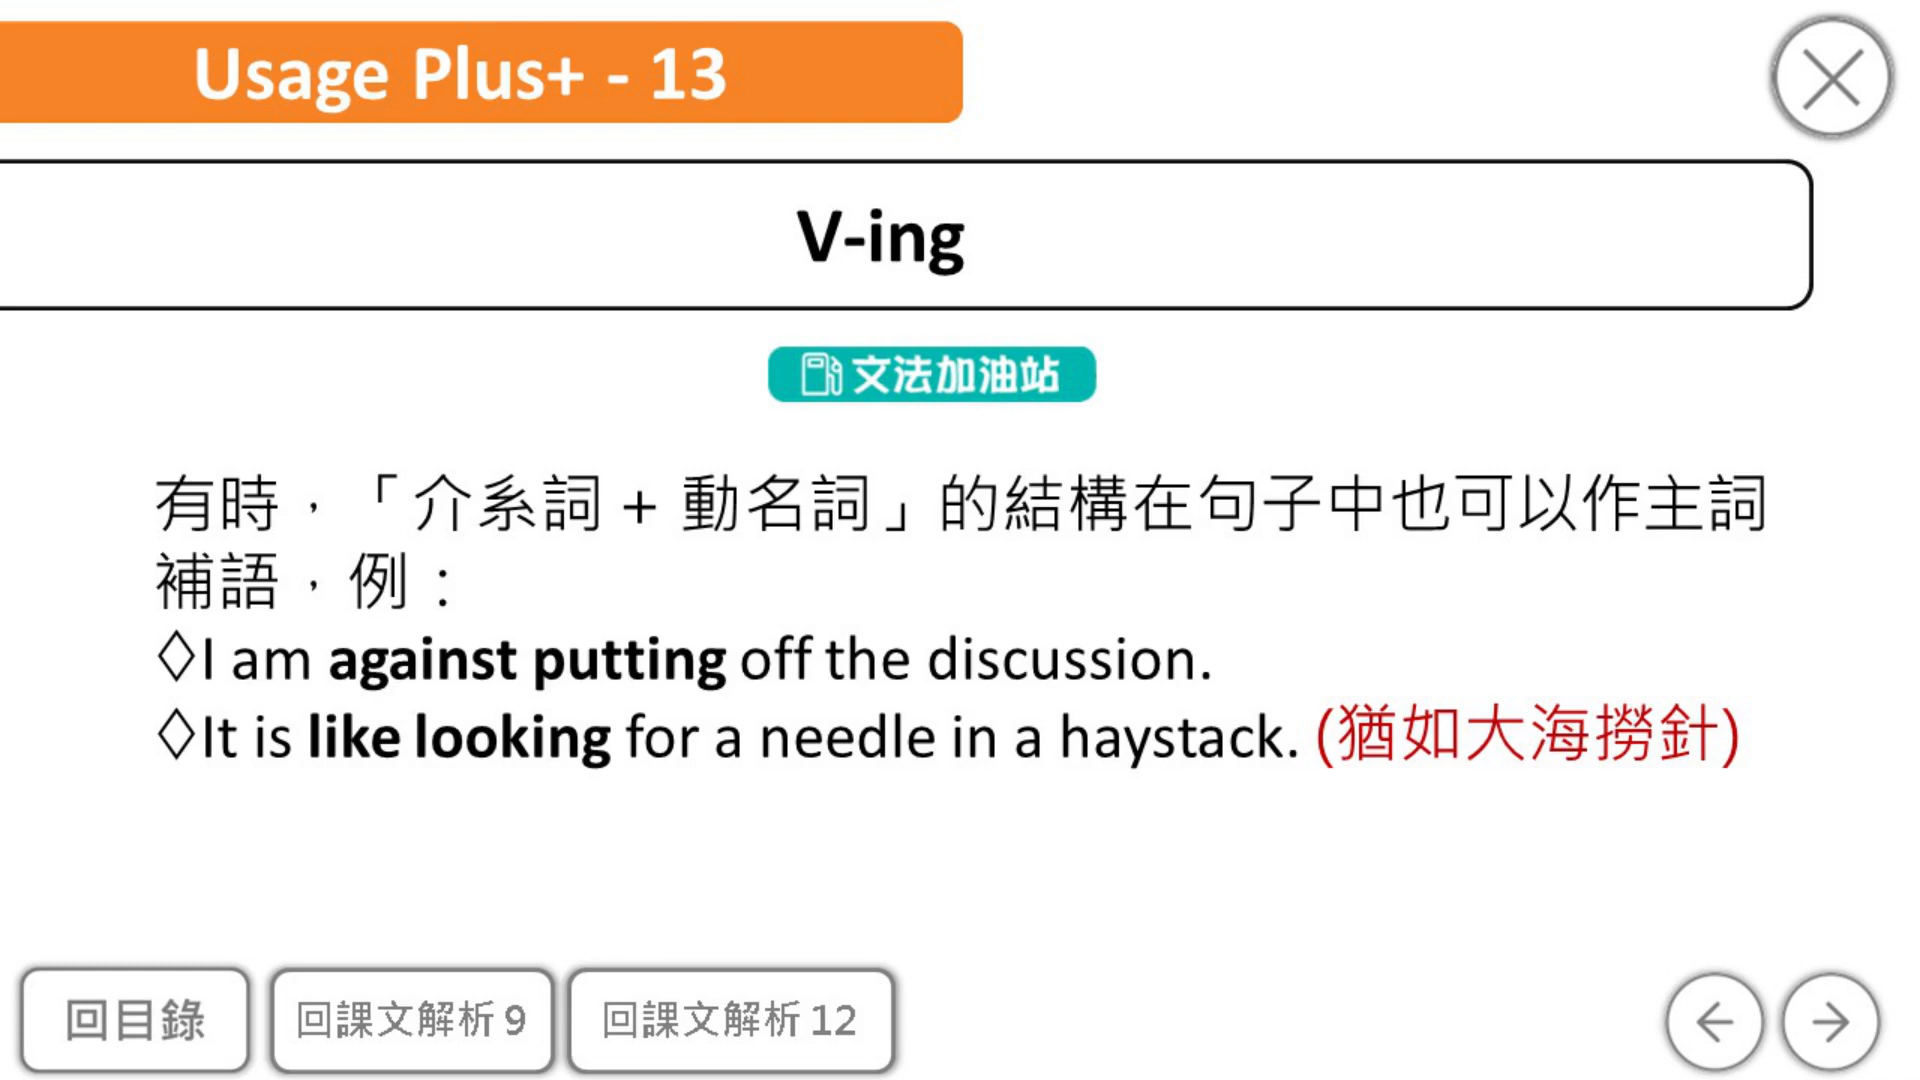 Usage Plus+ - 13
V-ing
文法加油站
有時，「介系詞 + 動名詞」的結構在句子中也可以作主詞
補語，例：
◇I am against putting off the discussion.
◇It is like looking for a needle in a haystack. (猶如大海撈針)
回目錄 回課文解析 9 回課文解析 12